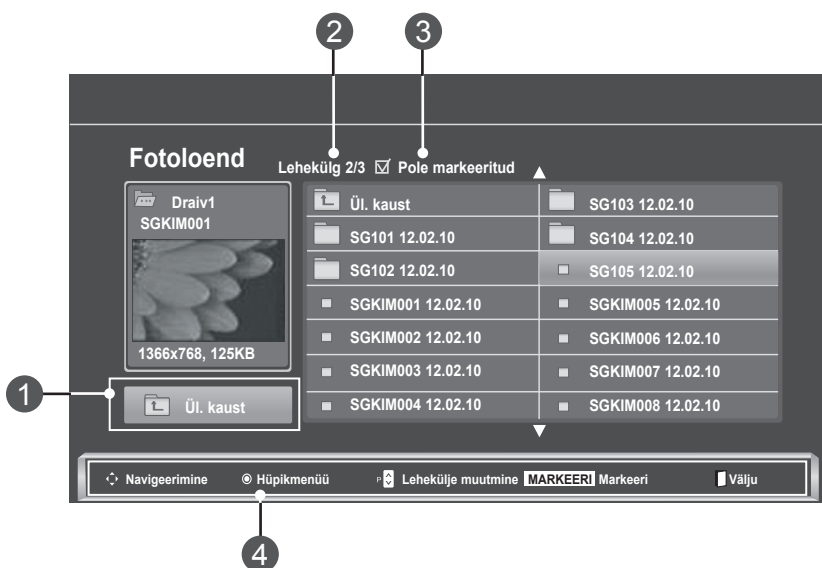 2 3
Fotoloend
Lehekülg 2/3 Pole markeeritud
Draiv1
SGKIM001
1366x768, 125KB
1
Ül. kaust
Ül. kaust
SG101 12.02.10
SG102 12.02.10
SGKIM001 12.02.10
SGKIM002 12.02.10
SGKIM003 12.02.10
SGKIM004 12.02.10
SG103 12.02.10
SG104 12.02.10
SG105 12.02.10
SGKIM005 12.02.10
SGKIM006 12.02.10
SGKIM007 12.02.10
SGKIM008 12.02.10
Navigeerimine Hüpikmenüü P Lehekülje muutmine MARKEERI Markeeri Välju
4